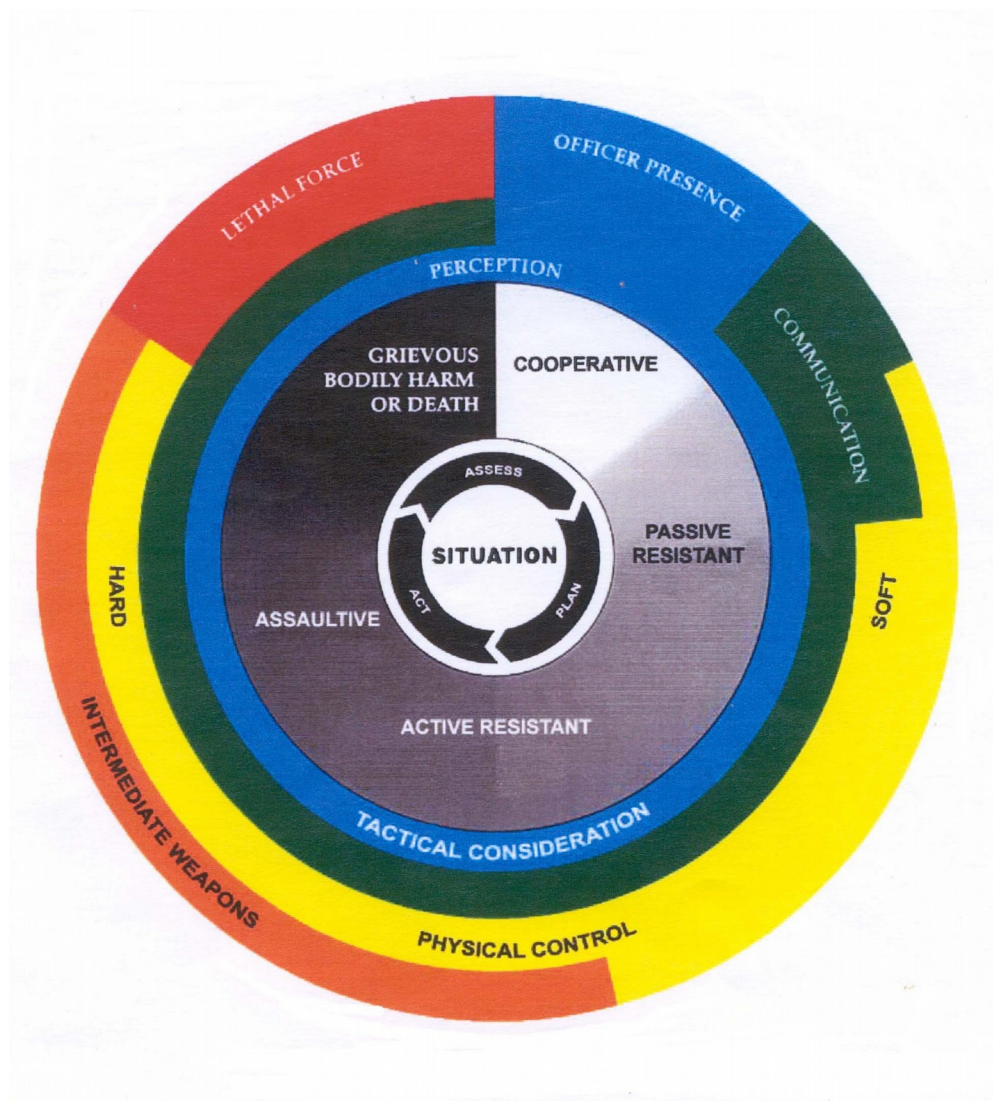 LETHAL FORCE
OFFICER PRESENCE
PERCEPTION
COMMUNICATION
GRIEVOUS
BODILY HARM
OR DEATH
COOPERATIVE
ASSESS
SITUATION
PASSIVE
RESISTANT
ACT
PLAN
HARD
SOFT
ASSAULTIVE
ACTIVE RESISTANT
TACTICAL CONSIDERATION
INTERMEDIATE WEAPONS
PHYSICAL CONTROL